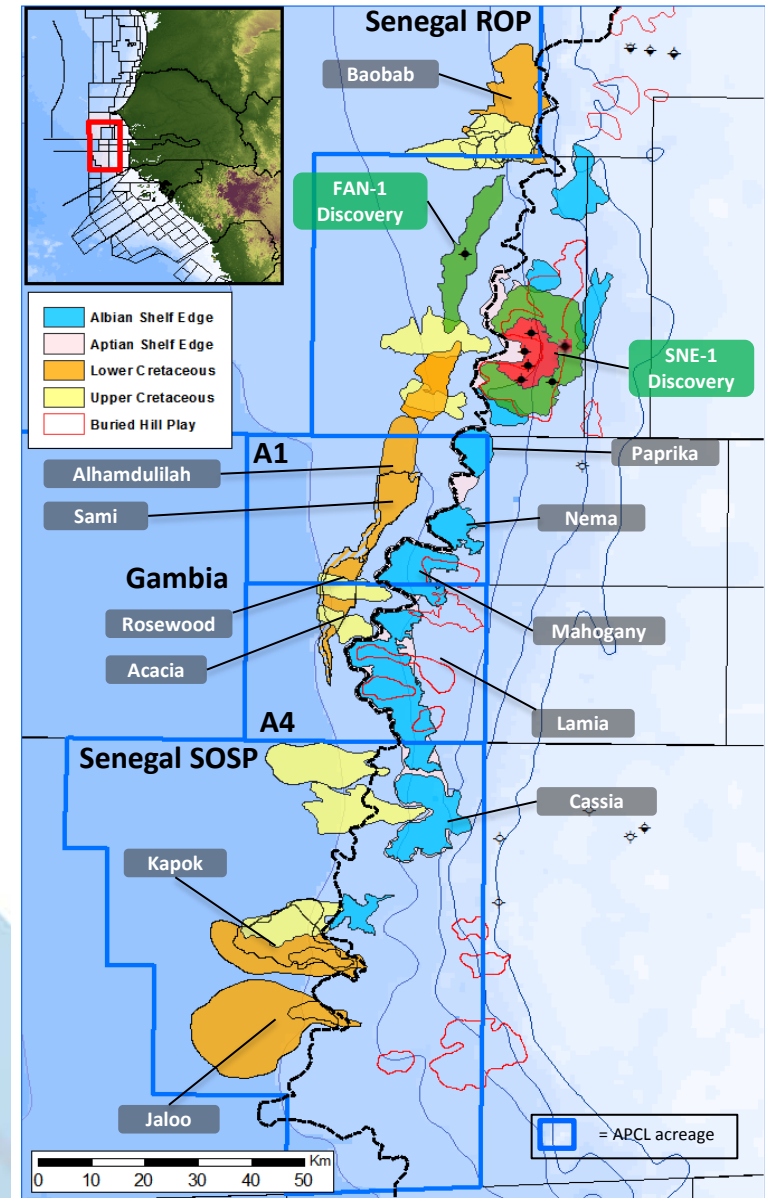 Senegal ROP
Baobab
FAN-1
Discovery
Albian Shelf Edge
Aptian Shelf Edge
Lower Cretaceous
Upper Cretaceous
Buried Hill Play
SNE-1
Discovery
A1
Paprika
Alhamdulilah
Sami
Nema
Gambia
Rosewood
Mahogany
Acacia
Lamia
A4
Senegal SOSP
Cassia
Kapok
Jaloo
= APCL acreage
Km
0 10 20 30 40 50